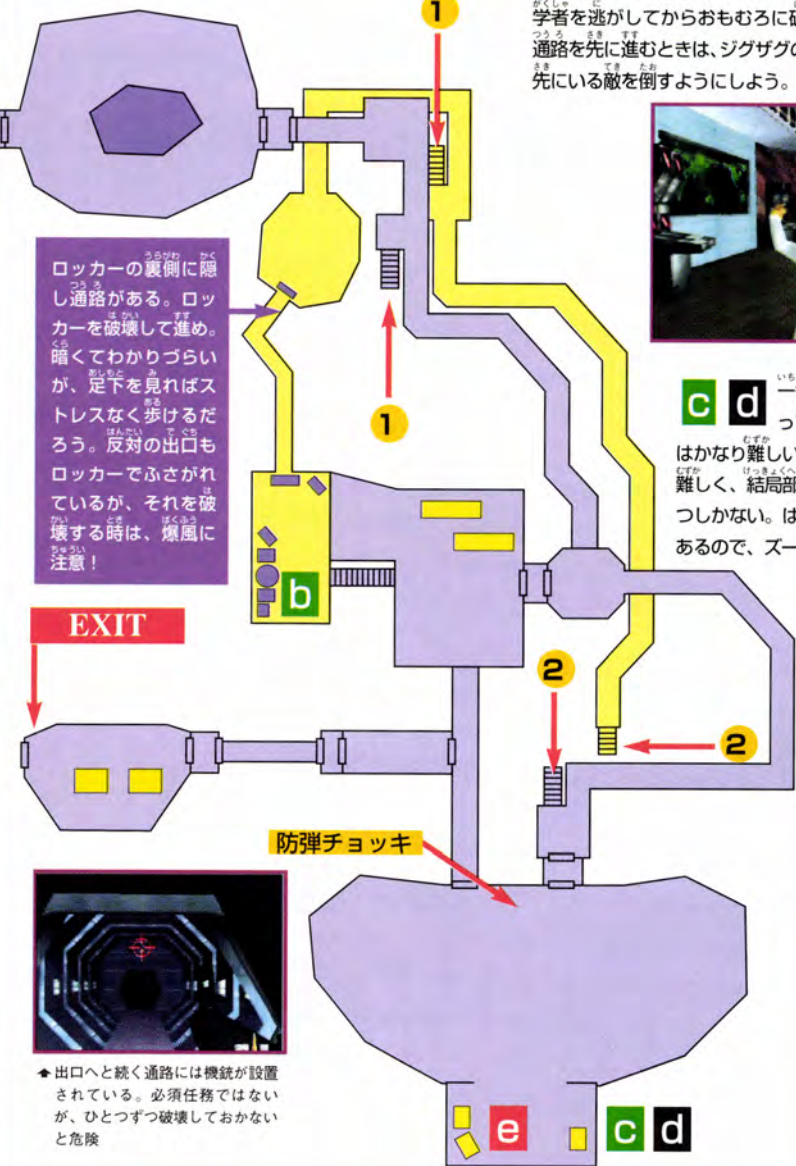 1
学者を逃がしてからおもむろに
通路を先に進むときは、ジグザグの
先にいる敵を倒すようにしよう。
ロッカーの裏側に隠
し通路がある。ロッ
カーを破壊して進め。
暗くてわかりづらい
が、足下を見ればス
トレスなく歩けるだ
ろう。反対の出口も
ロッカーでふさがれ
ているが、それを破
壊する時は、爆風に
注意！
1
c d
はかなり難しい
難しく、結局部
つしかない。は
あるので、ズー
b
EXIT
2
2
防弾チョッキ
出口へと続く通路には機銃が設置
されている。必須任務ではない
が、ひとつずつ破壊しておかない
と危険
e
c d